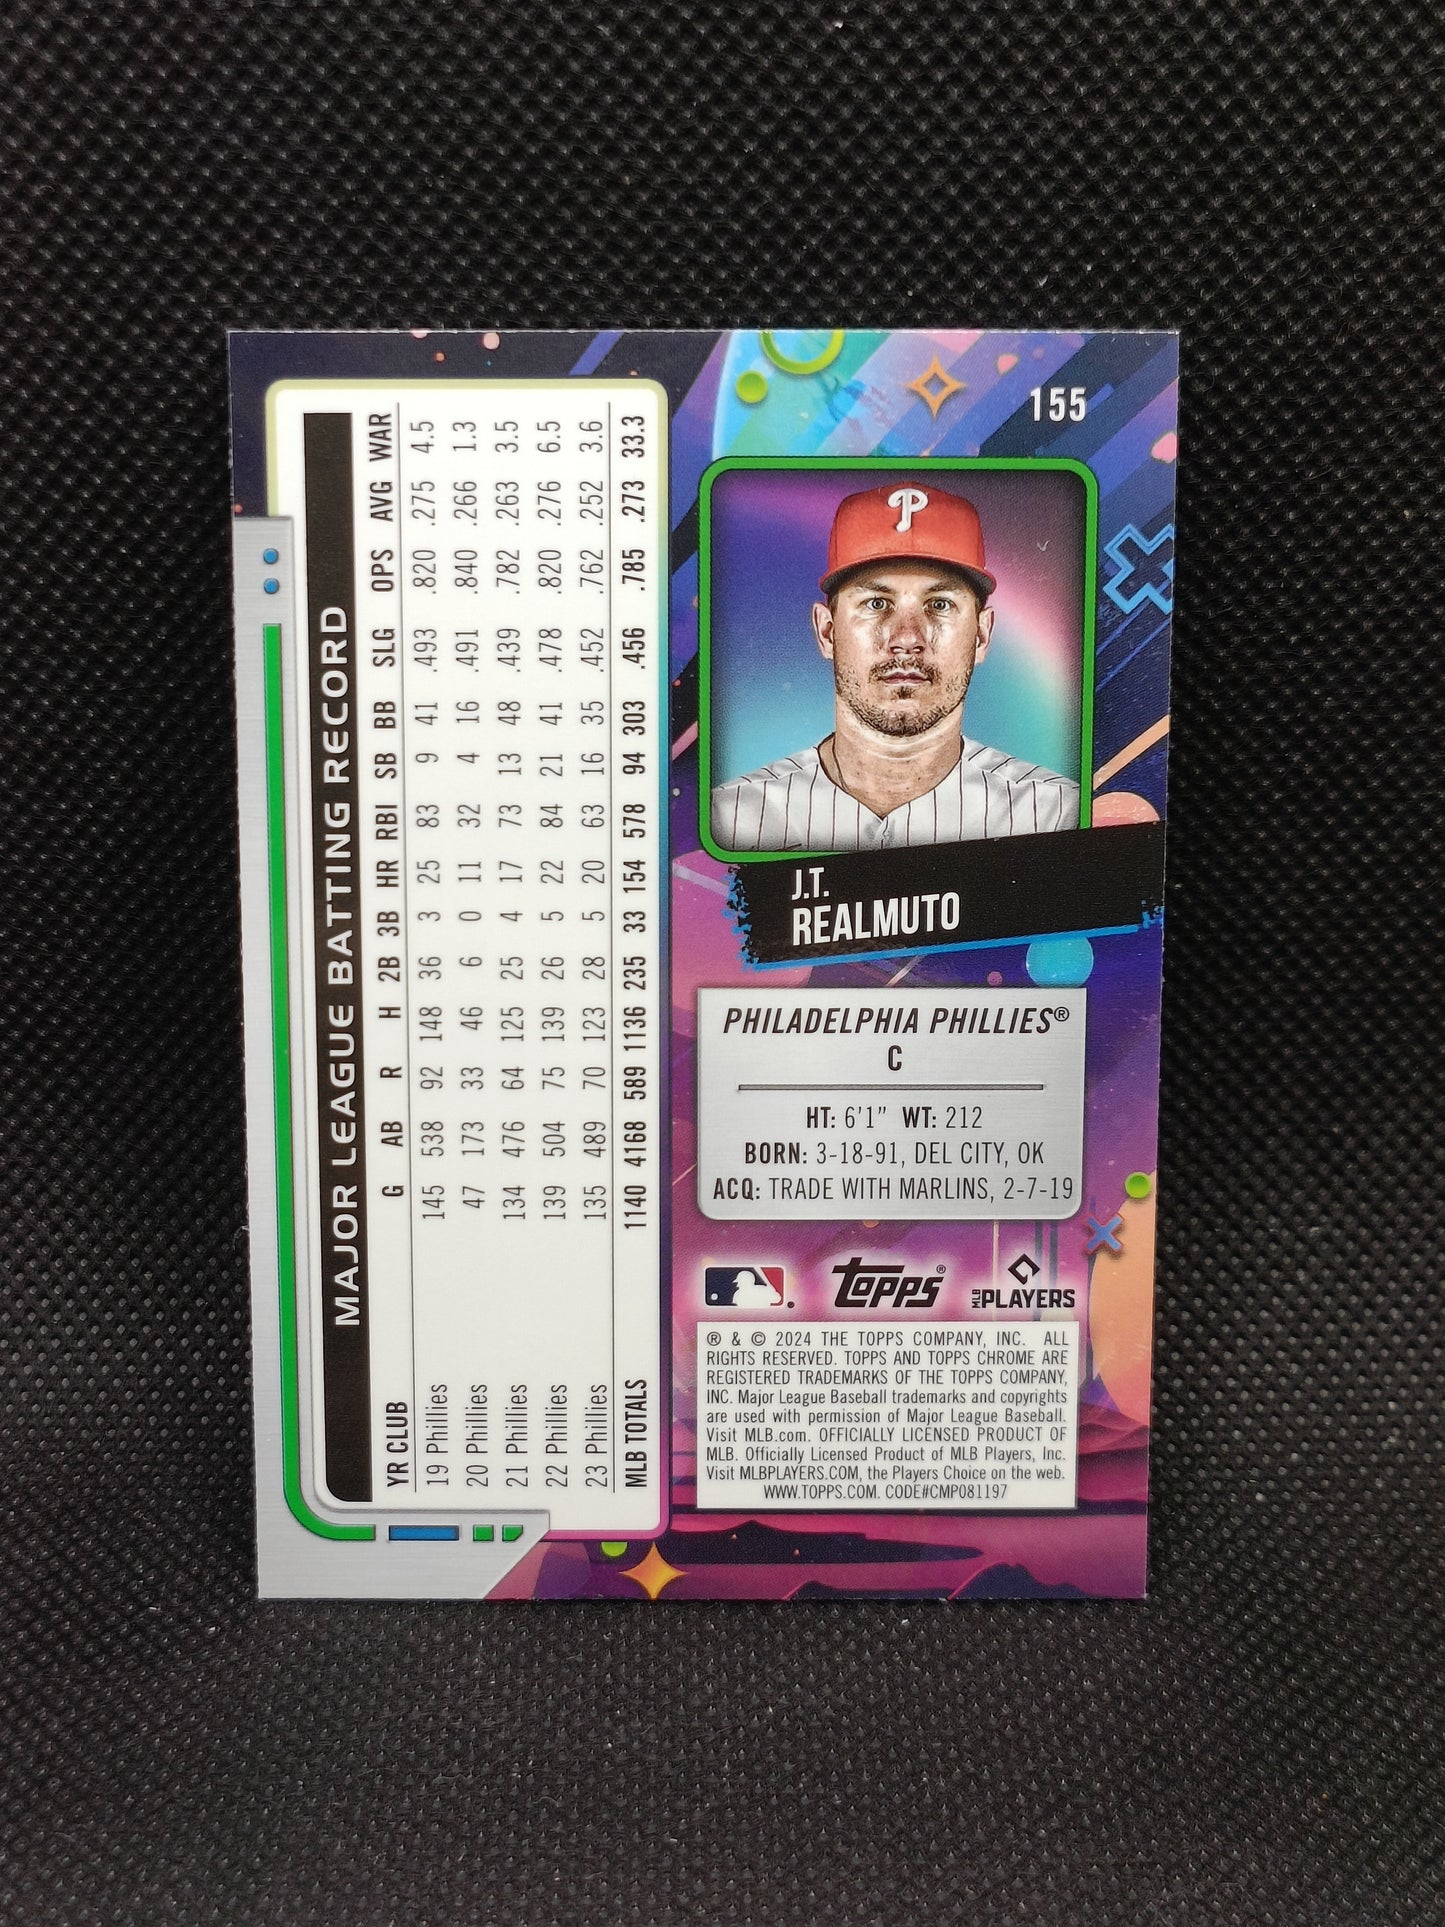 155
P
J.T.
REALMUTO
PHILADELPHIA PHILLIES®
C
HT: 6'1" WT: 212
BORN: 3-18-91, DEL CITY, OK
ACQ: TRADE WITH MARLINS, 2-7-19
topps® MLB PLAYERS
® & © 2024 THE TOPPS COMPANY, INC. ALL
RIGHTS RESERVED. TOPPS AND TOPPS CHROME ARE
REGISTERED TRADEMARKS OF THE TOPPS COMPANY,
INC. Major League Baseball trademarks and copyrights
are used with permission of Major League Baseball.
Visit MLB.com. OFFICIALLY LICENSED PRODUCT OF
MLB. Officially Licensed Product of MLB Players, Inc.
Visit MLBPLAYERS.COM, the Players Choice on the web.
WWW.TOPPS.COM. CODE#CMP081197
MAJOR LEAGUE BATTING RECORD
YR CLUB G AB R H 2B 3B HR RBI SB BB SLG OPS AVG WAR
19 Phillies 145 538 92 148 36 3 25 83 9 41 .493 .820 .275 4.5
20 Phillies 47 173 33 46 6 0 11 32 4 16 .491 .840 .266 1.3
21 Phillies 134 476 64 125 25 4 17 73 13 48 .439 .782 .263 3.5
22 Phillies 139 504 75 139 26 5 22 84 21 41 .478 .820 .276 6.5
23 Phillies 135 489 70 123 28 5 20 63 16 35 .452 .762 .252 3.6
MLB TOTALS 1140 4168 589 1136 235 33 154 578 94 303 .456 .785 .273 33.3